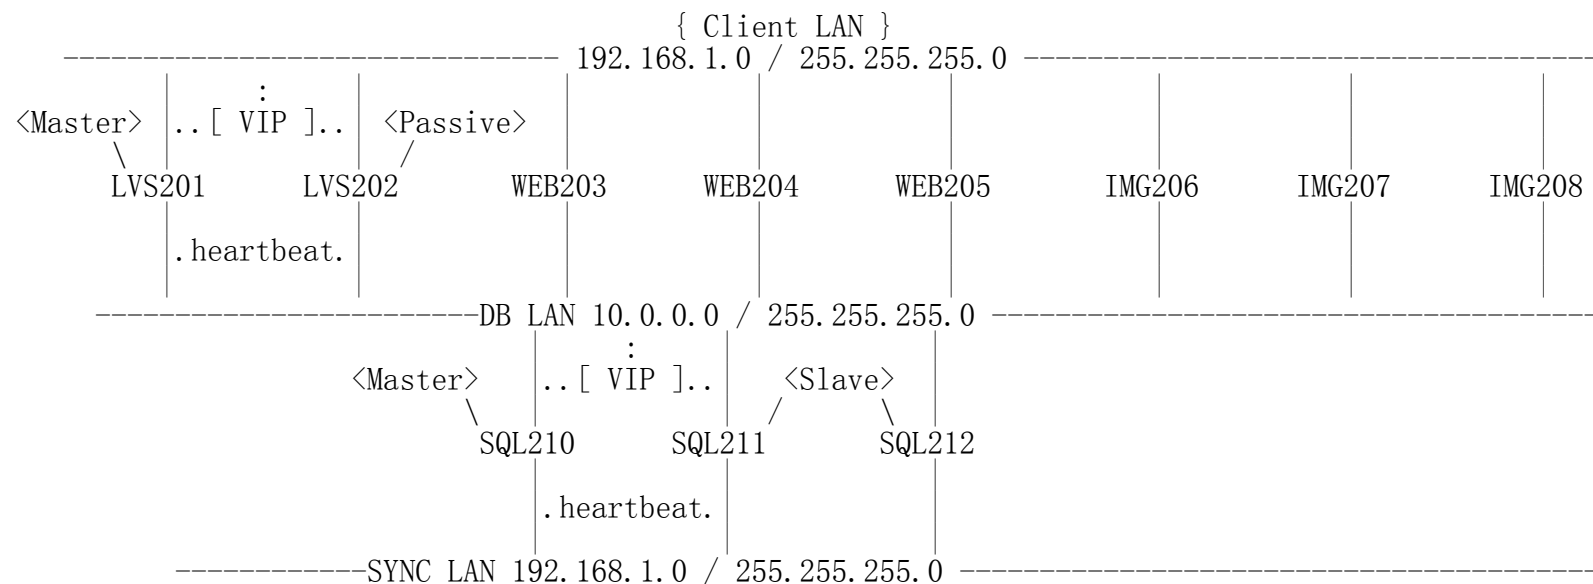 { Client LAN }
192.168.1.0 / 255.255.255.0
:
<Master> ..[ VIP ].. <Passive>
LVS201 LVS202 WEB203 WEB204 WEB205 IMG206 IMG207 IMG208
.heartbeat.
DB LAN 10.0.0.0 / 255.255.255.0
:
<Master> ..[ VIP ].. <Slave>
SQL210 SQL211 SQL212
.heartbeat.
SYNC LAN 192.168.1.0 / 255.255.255.0